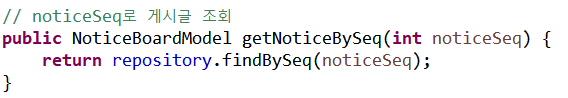 // noticeSeq로 게시글 조회
public NoticeBoardModel getNoticeBySeq(int noticeSeq) {
    return repository.findBySeq(noticeSeq);
}